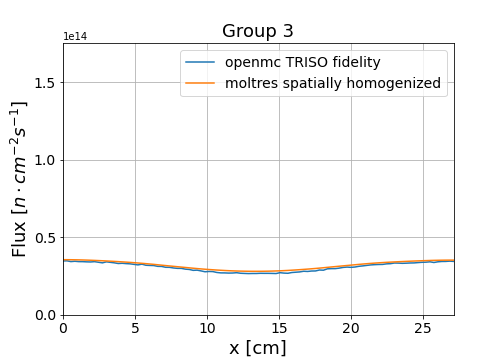 Group 3
1e14
openmc TRISO fidelity
moltres spatially homogenized
1.5
1.0
0.5
0.0
Flux [n · cm⁻²s⁻¹]
0 5 10 15 20 25
x [cm]